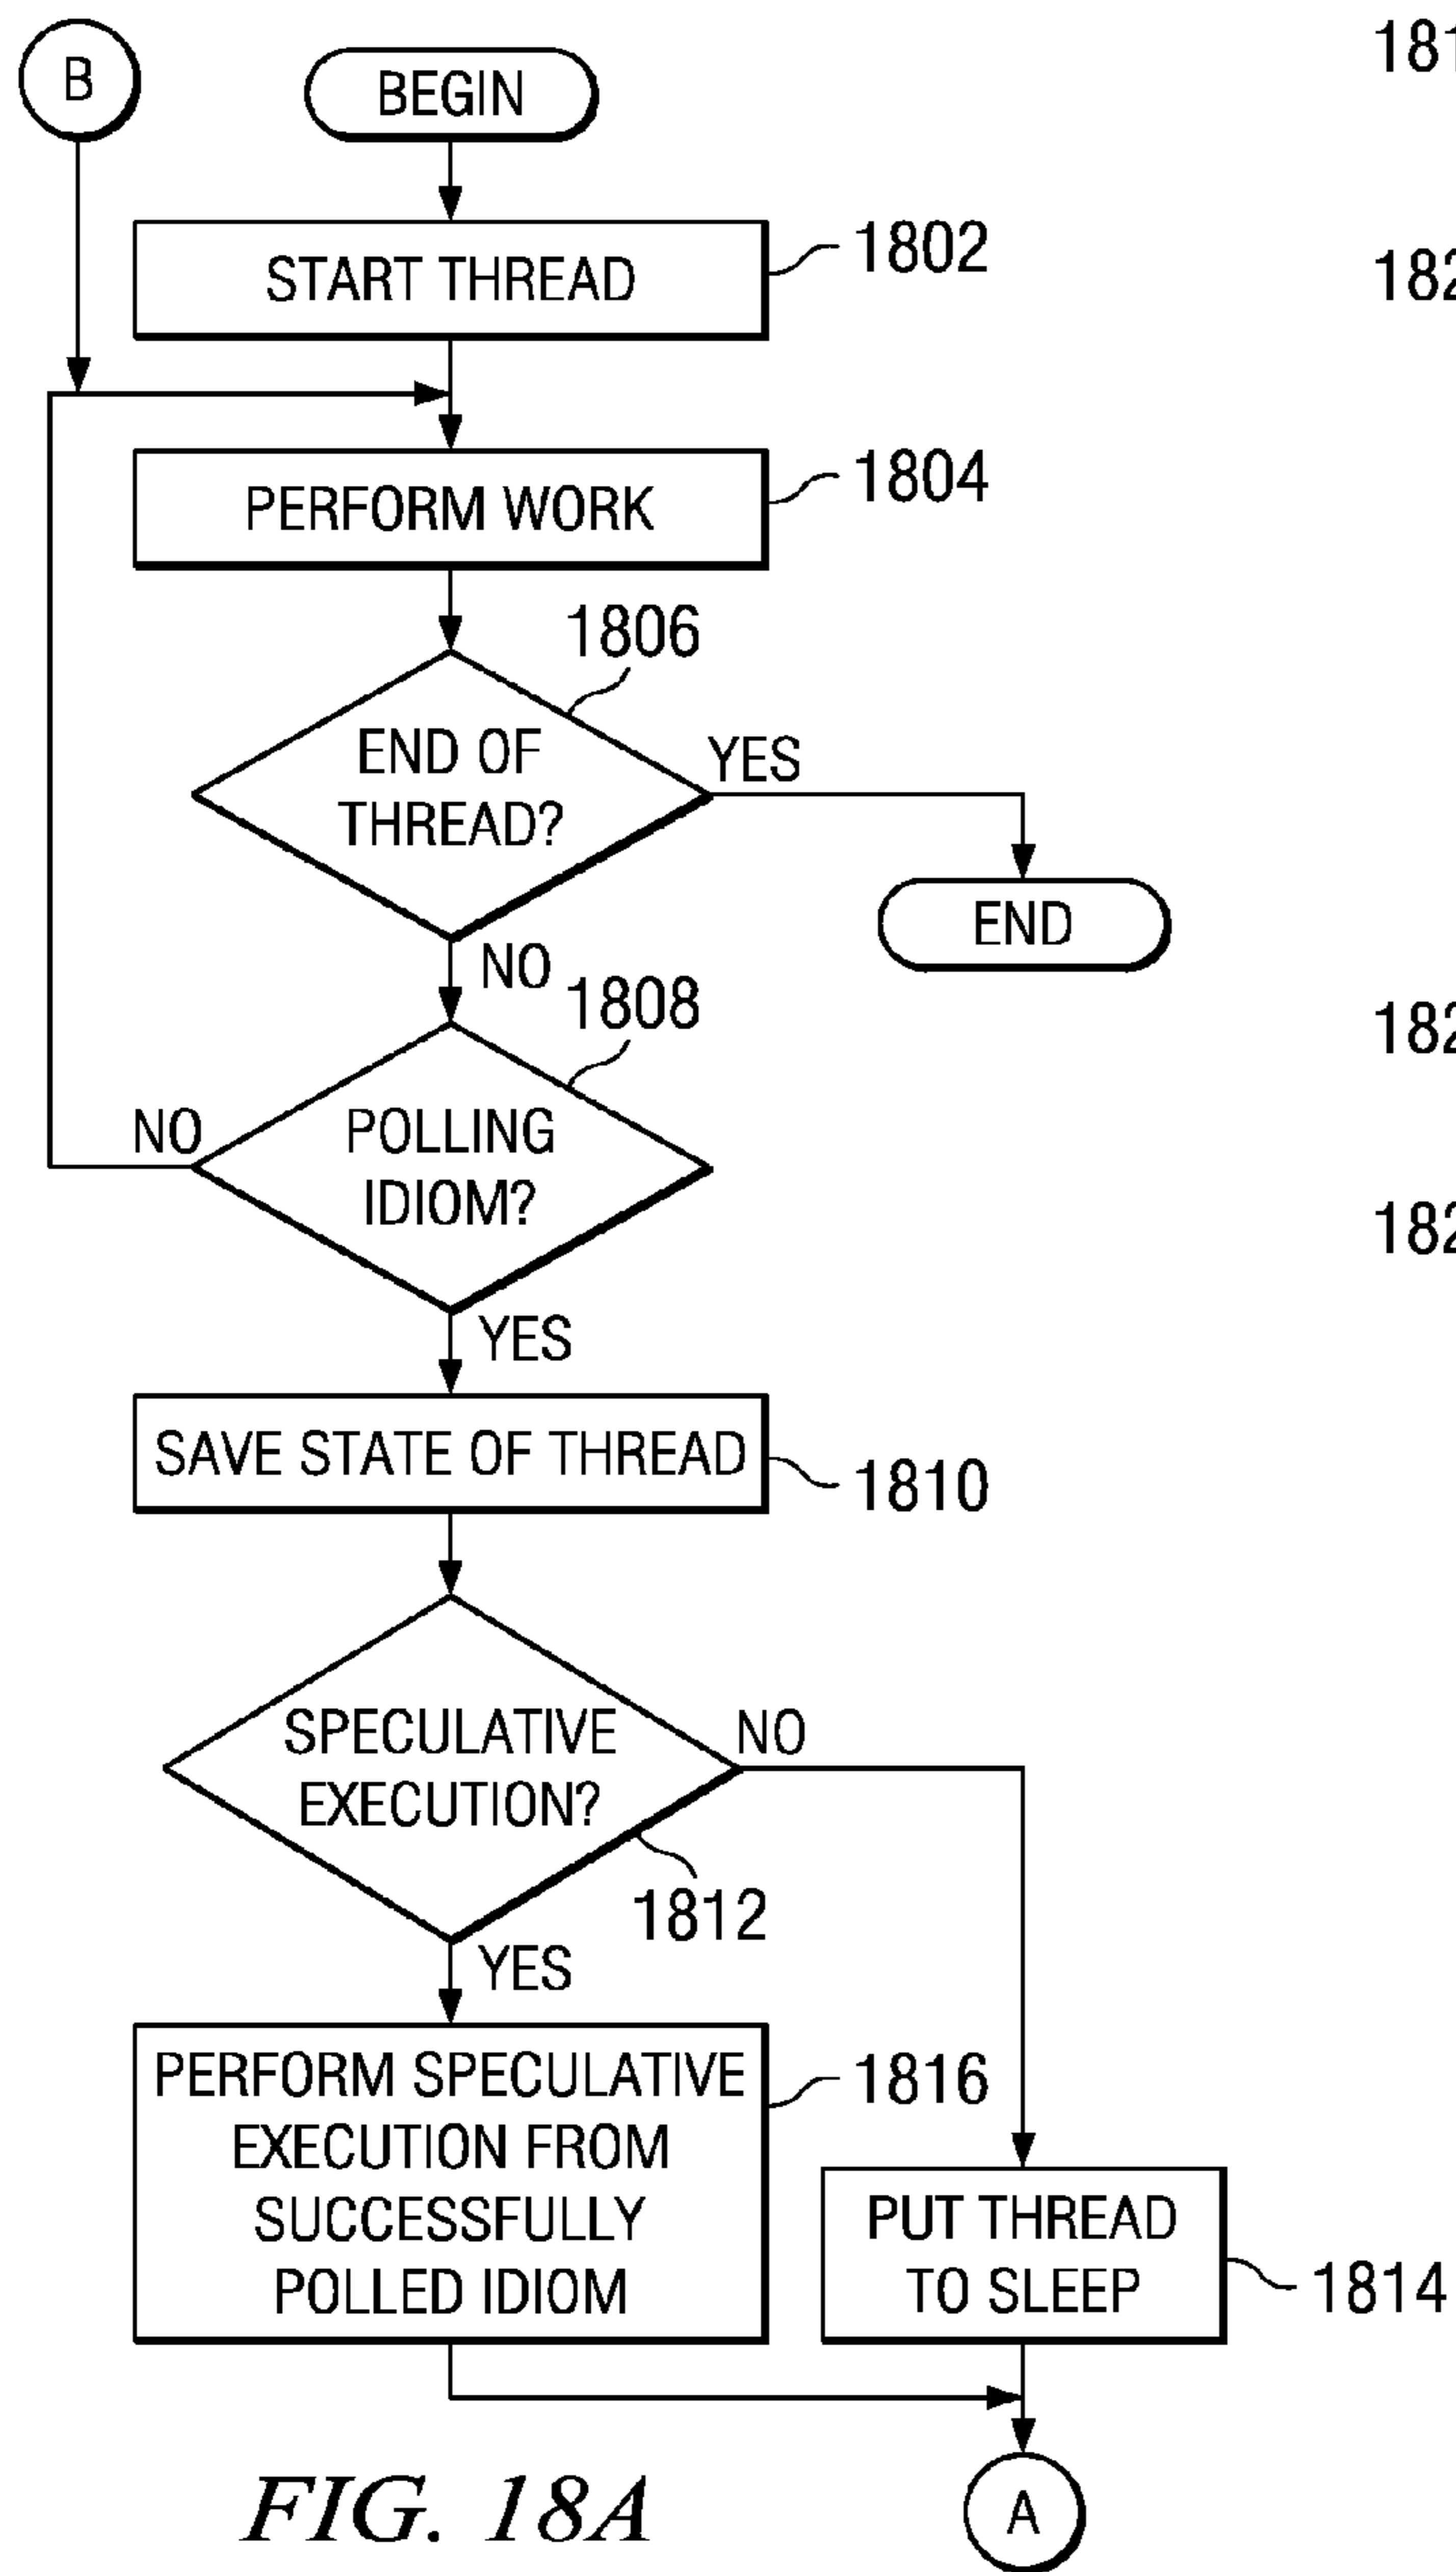 B
BEGIN
START THREAD
1802
PERFORM WORK
1804
1806
END OF
THREAD?
YES
END
NO
1808
POLLING
IDIOM?
NO
YES
SAVE STATE OF THREAD
1810
SPECULATIVE
EXECUTION?
NO
1812
YES
PERFORM SPECULATIVE
EXECUTION FROM
SUCCESSFULLY
POLLED IDIOM
1816
PUT THREAD
TO SLEEP
1814
A
FIG. 18A